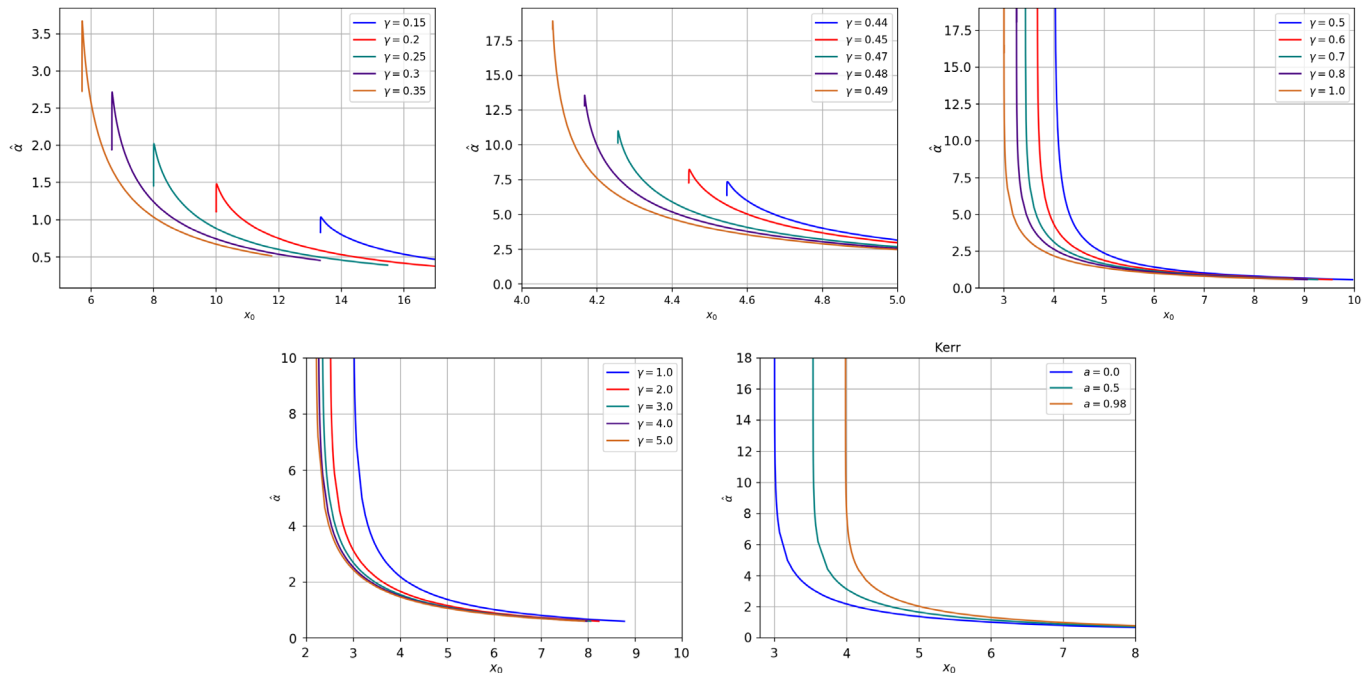 γ = 0.15
γ = 0.2
γ = 0.25
γ = 0.3
γ = 0.35
3.5
3.0
2.5
2.0
1.5
1.0
0.5
α̂
6 8 10 12 14 16
x₀
γ = 0.44
γ = 0.45
γ = 0.47
γ = 0.48
γ = 0.49
17.5
15.0
12.5
10.0
7.5
5.0
2.5
0.0
α̂
4.0 4.2 4.4 4.6 4.8 5.0
x₀
γ = 0.5
γ = 0.6
γ = 0.7
γ = 0.8
γ = 1.0
17.5
15.0
12.5
10.0
7.5
5.0
2.5
0.0
α̂
3 4 5 6 7 8 9 10
x₀
γ = 1.0
γ = 2.0
γ = 3.0
γ = 4.0
γ = 5.0
10
8
6
4
2
0
α̂
2 3 4 5 6 7 8 9 10
x₀
Kerr
a = 0.0
a = 0.5
a = 0.98
18
16
14
12
10
8
6
4
2
0
α̂
3 4 5 6 7 8
x₀